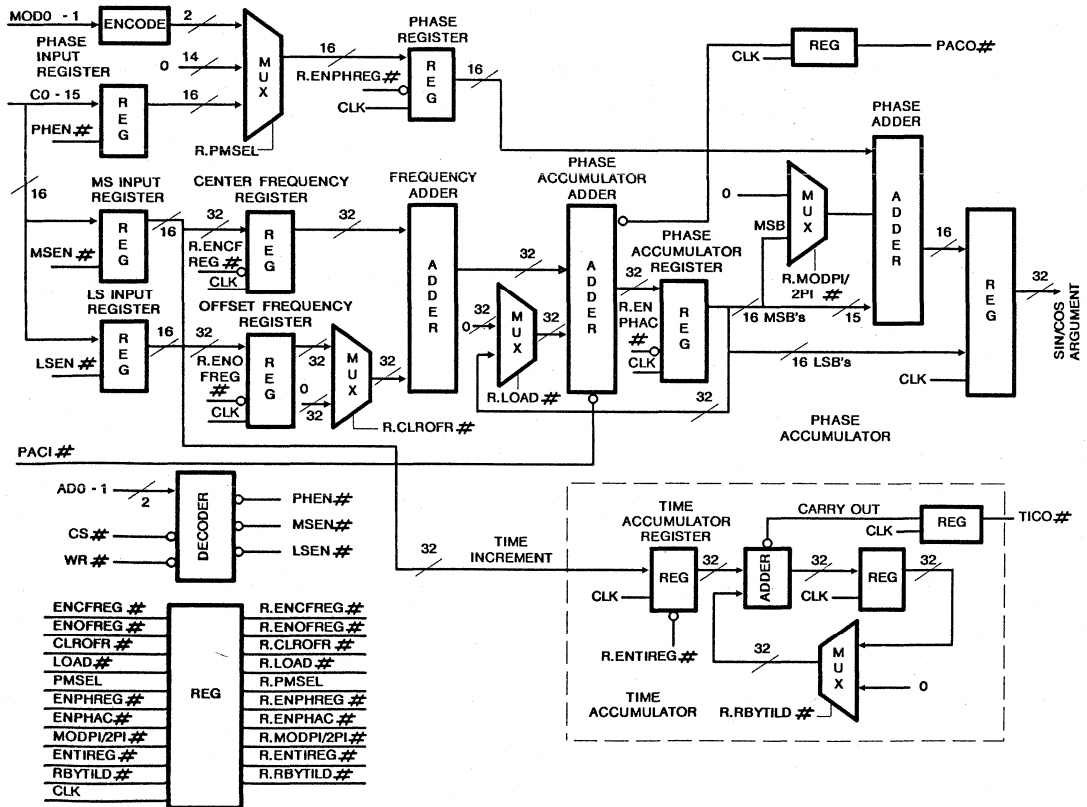 MOD0 - 1
ENCODE
2
PHASE INPUT REGISTER
0
14
C0 - 15
REG
16
PHEN#
MUX
R.PMSEL
16
R.ENPHREG#
CLK
PHASE REGISTER
REG
16
REG
CLK
PACO#
16
MS INPUT REGISTER
REG
16
MSEN#
LS INPUT REGISTER
REG
16
LSEN#
CENTER FREQUENCY REGISTER
32
R.ENCF REG#
CLK
REG
32
OFFSET FREQUENCY REGISTER
32
R.ENO FREG#
CLK
REG
32
0
32
MUX
32
R.CLROFR#
FREQUENCY ADDER
ADDER
32
32
0
MUX
32
R.LOAD#
PHASE ACCUMULATOR ADDER
ADDER
32
R.EN PHAC#
CLK
PHASE ACCUMULATOR REGISTER
REG
32
16 MSB's
15
16 LSB's
0
MSB
MUX
R.MODPI/ 2PI#
PHASE ADDER
ADDER
16
CLK
REG
32
SIN/COS ARGUMENT
PHASE ACCUMULATOR
PACI#
AD0 - 1
2
CS#
WR#
DECODER
PHEN#
MSEN#
LSEN#
32
TIME INCREMENT
TIME ACCUMULATOR REGISTER
REG
CLK
R.ENTIREG#
32
ADDER
CARRY OUT
CLK
REG
TICO#
32
CLK
REG
32
MUX
0
32
R.RBYTILD#
TIME ACCUMULATOR
ENCFREG#
ENOFREG#
CLROFR#
LOAD#
PMSEL
ENPHREG#
ENPHAC#
MODPI/2PI#
ENTIREG#
RBYTILD#
CLK
REG
R.ENCFREG#
R.ENOFREG#
R.CLROFR#
R.LOAD#
R.PMSEL
R.ENPHREG#
R.ENPHAC#
R.MODPI/2PI#
R.ENTIREG#
R.RBYTILD#